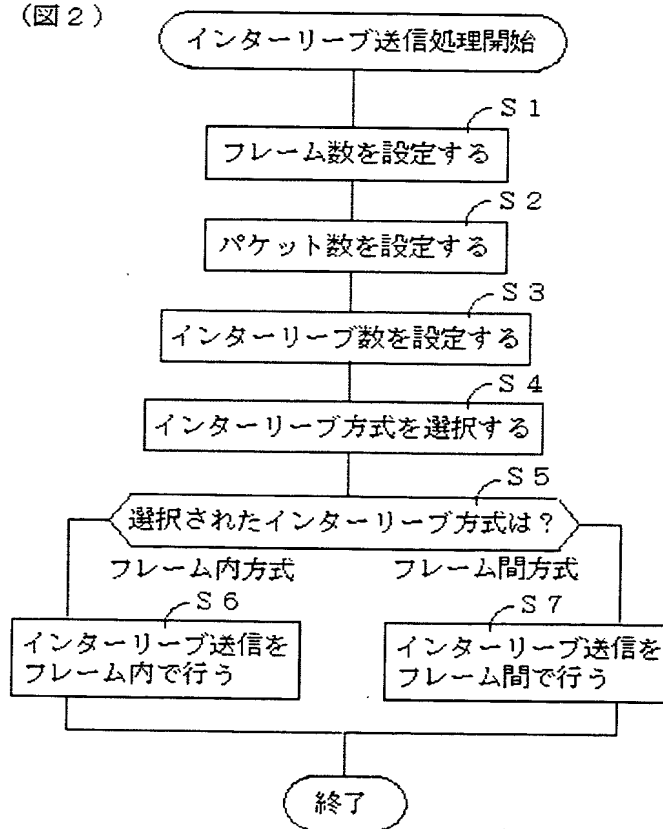 (図2)
インターリーブ送信処理開始
S1
フレーム数を設定する
S2
パケット数を設定する
S3
インターリーブ数を設定する
S4
インターリーブ方式を選択する
S5
選択されたインターリーブ方式は?
フレーム内方式
フレーム間方式
S6
インターリーブ送信を
フレーム内で行う
S7
インターリーブ送信を
フレーム間で行う
終了